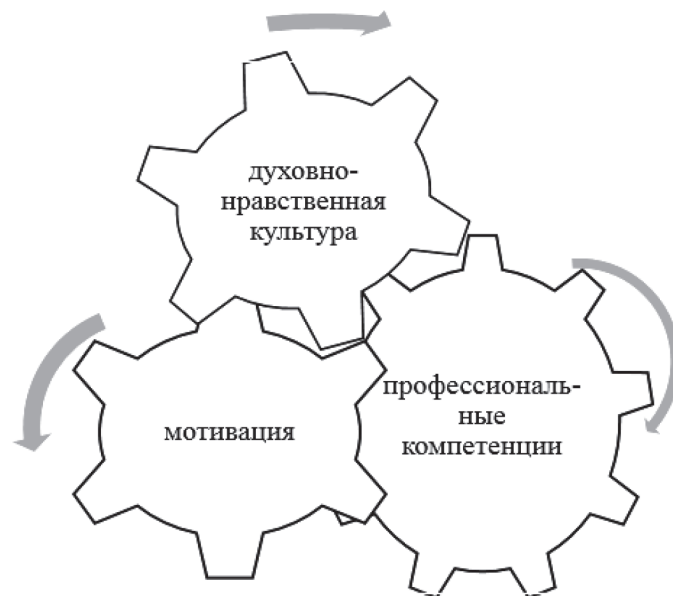 духовно-
нравственная
культура
мотивация
профессиональ-
ные
компетенции